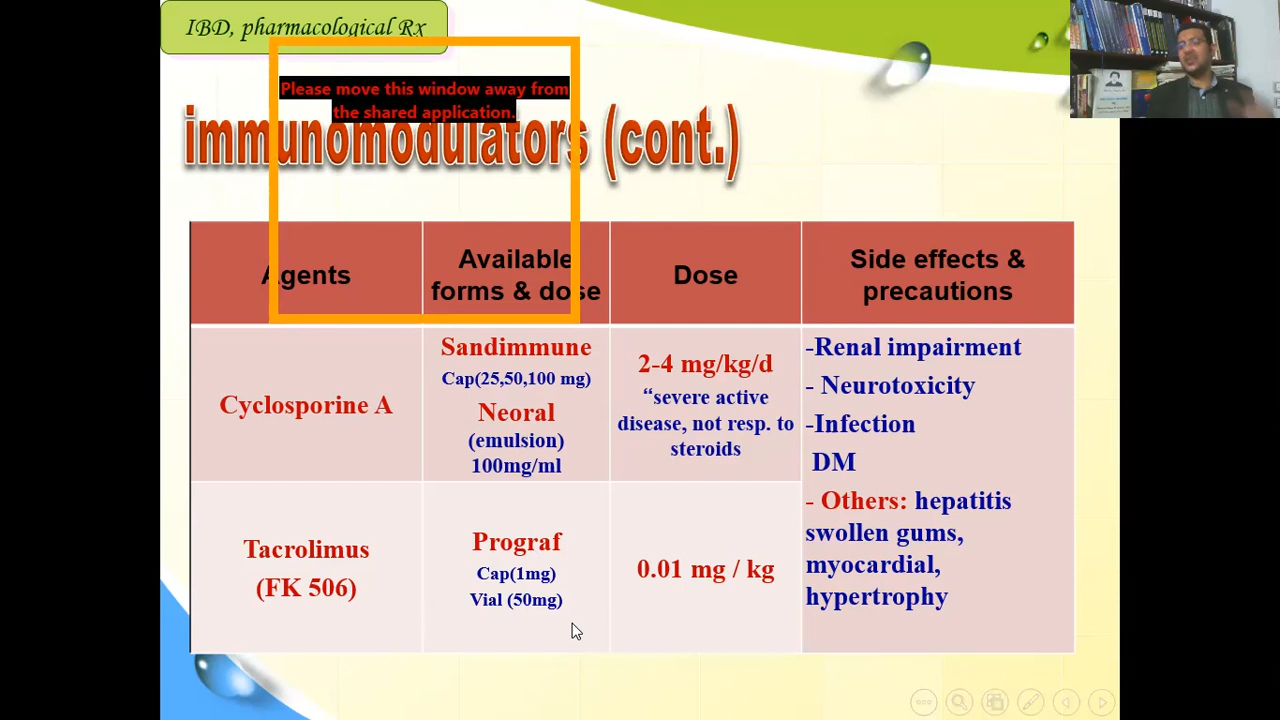 IBD, pharmacological Rx
Please move this window away from
the shared application.
immunomodulators (cont.)
Agents
Available
forms & dose
Dose
Side effects &
precautions
Cyclosporine A
Sandimmune
Cap(25,50,100 mg)
Neoral
(emulsion)
100mg/ml
2-4 mg/kg/d
“severe active
disease, not resp. to
steroids
-Renal impairment
- Neurotoxicity
-Infection
DM
- Others: hepatitis
swollen gums,
myocardial,
hypertrophy
Tacrolimus
(FK 506)
Prograf
Cap(1mg)
Vial (50mg)
0.01 mg / kg